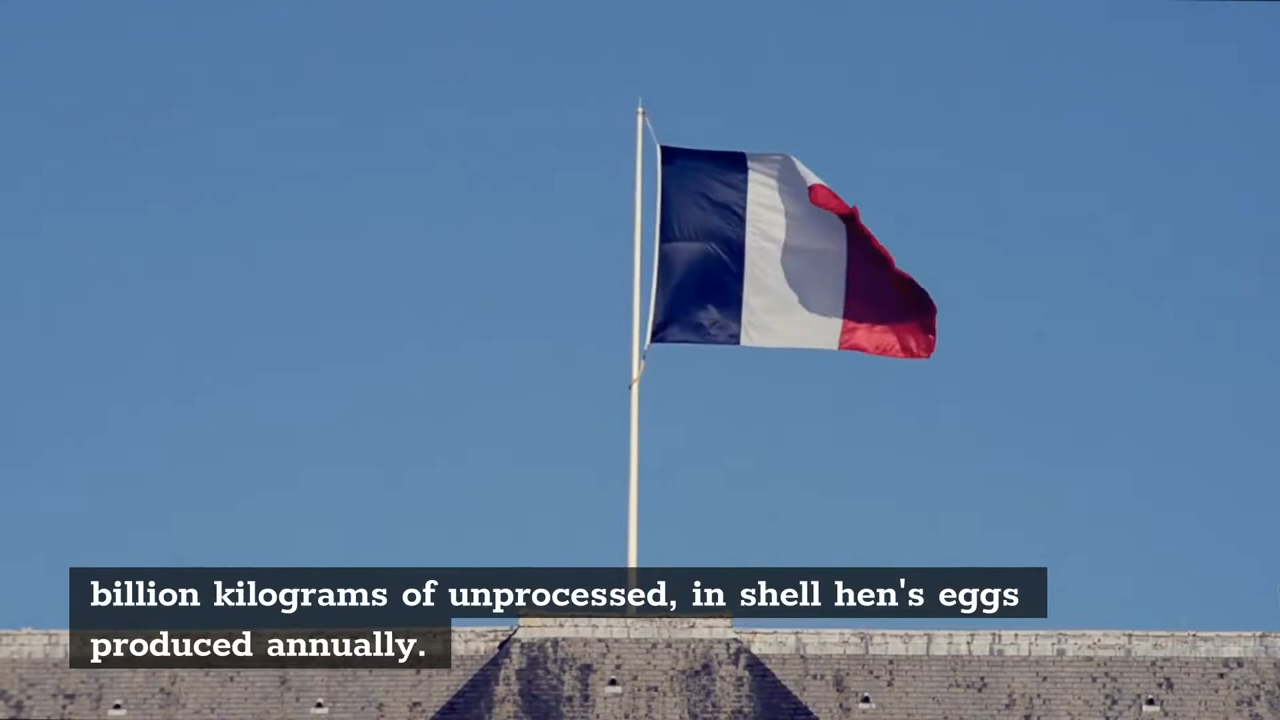 billion kilograms of unprocessed, in shell hen's eggs
produced annually.